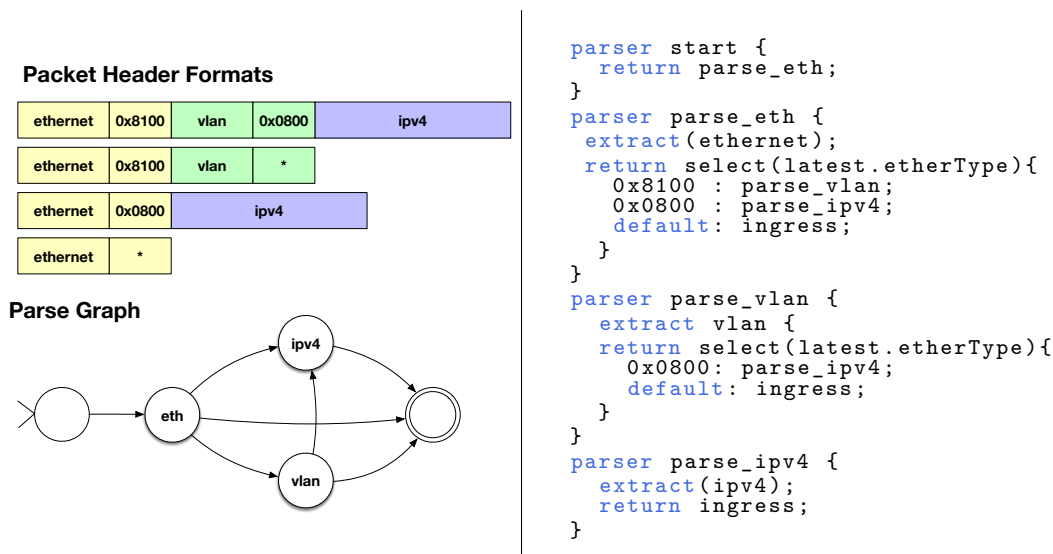 Packet Header Formats
ethernet 0x8100 vlan 0x0800 ipv4
ethernet 0x8100 vlan *
ethernet 0x0800 ipv4
ethernet *
Parse Graph
ipv4
eth
vlan
parser start {
return parse_eth;
}
parser parse_eth {
extract(ethernet);
return select(latest.etherType){
0x8100 : parse_vlan;
0x0800 : parse_ipv4;
default: ingress;
}
}
parser parse_vlan {
extract vlan {
return select(latest.etherType){
0x0800: parse_ipv4;
default: ingress;
}
}
parser parse_ipv4 {
extract(ipv4);
return ingress;
}